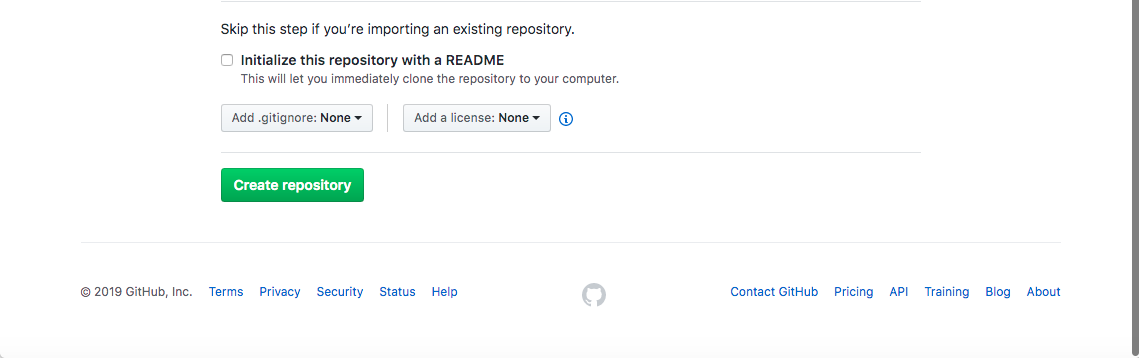 Skip this step if you’re importing an existing repository.
Initialize this repository with a README
This will let you immediately clone the repository to your computer.
Add .gitignore: None Add a license: None
Create repository
© 2019 GitHub, Inc. Terms Privacy Security Status Help Contact GitHub Pricing API Training Blog About